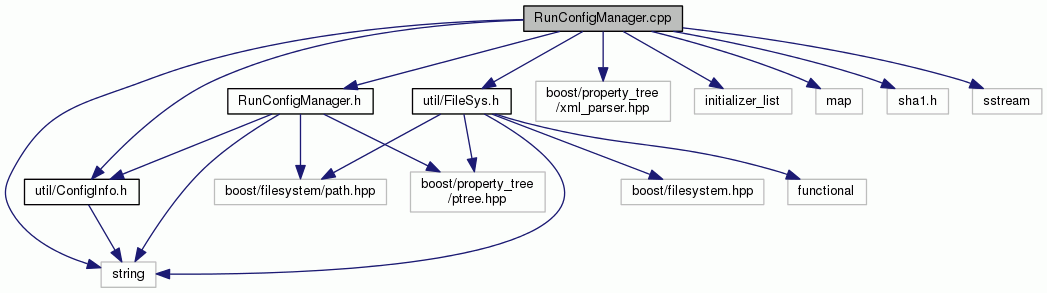 RunConfigManager.cpp
RunConfigManager.h
util/FileSys.h
boost/property_tree
/xml_parser.hpp
initializer_list
map
sha1.h
sstream
util/ConfigInfo.h
boost/filesystem/path.hpp
boost/property_tree
/ptree.hpp
boost/filesystem.hpp
functional
string